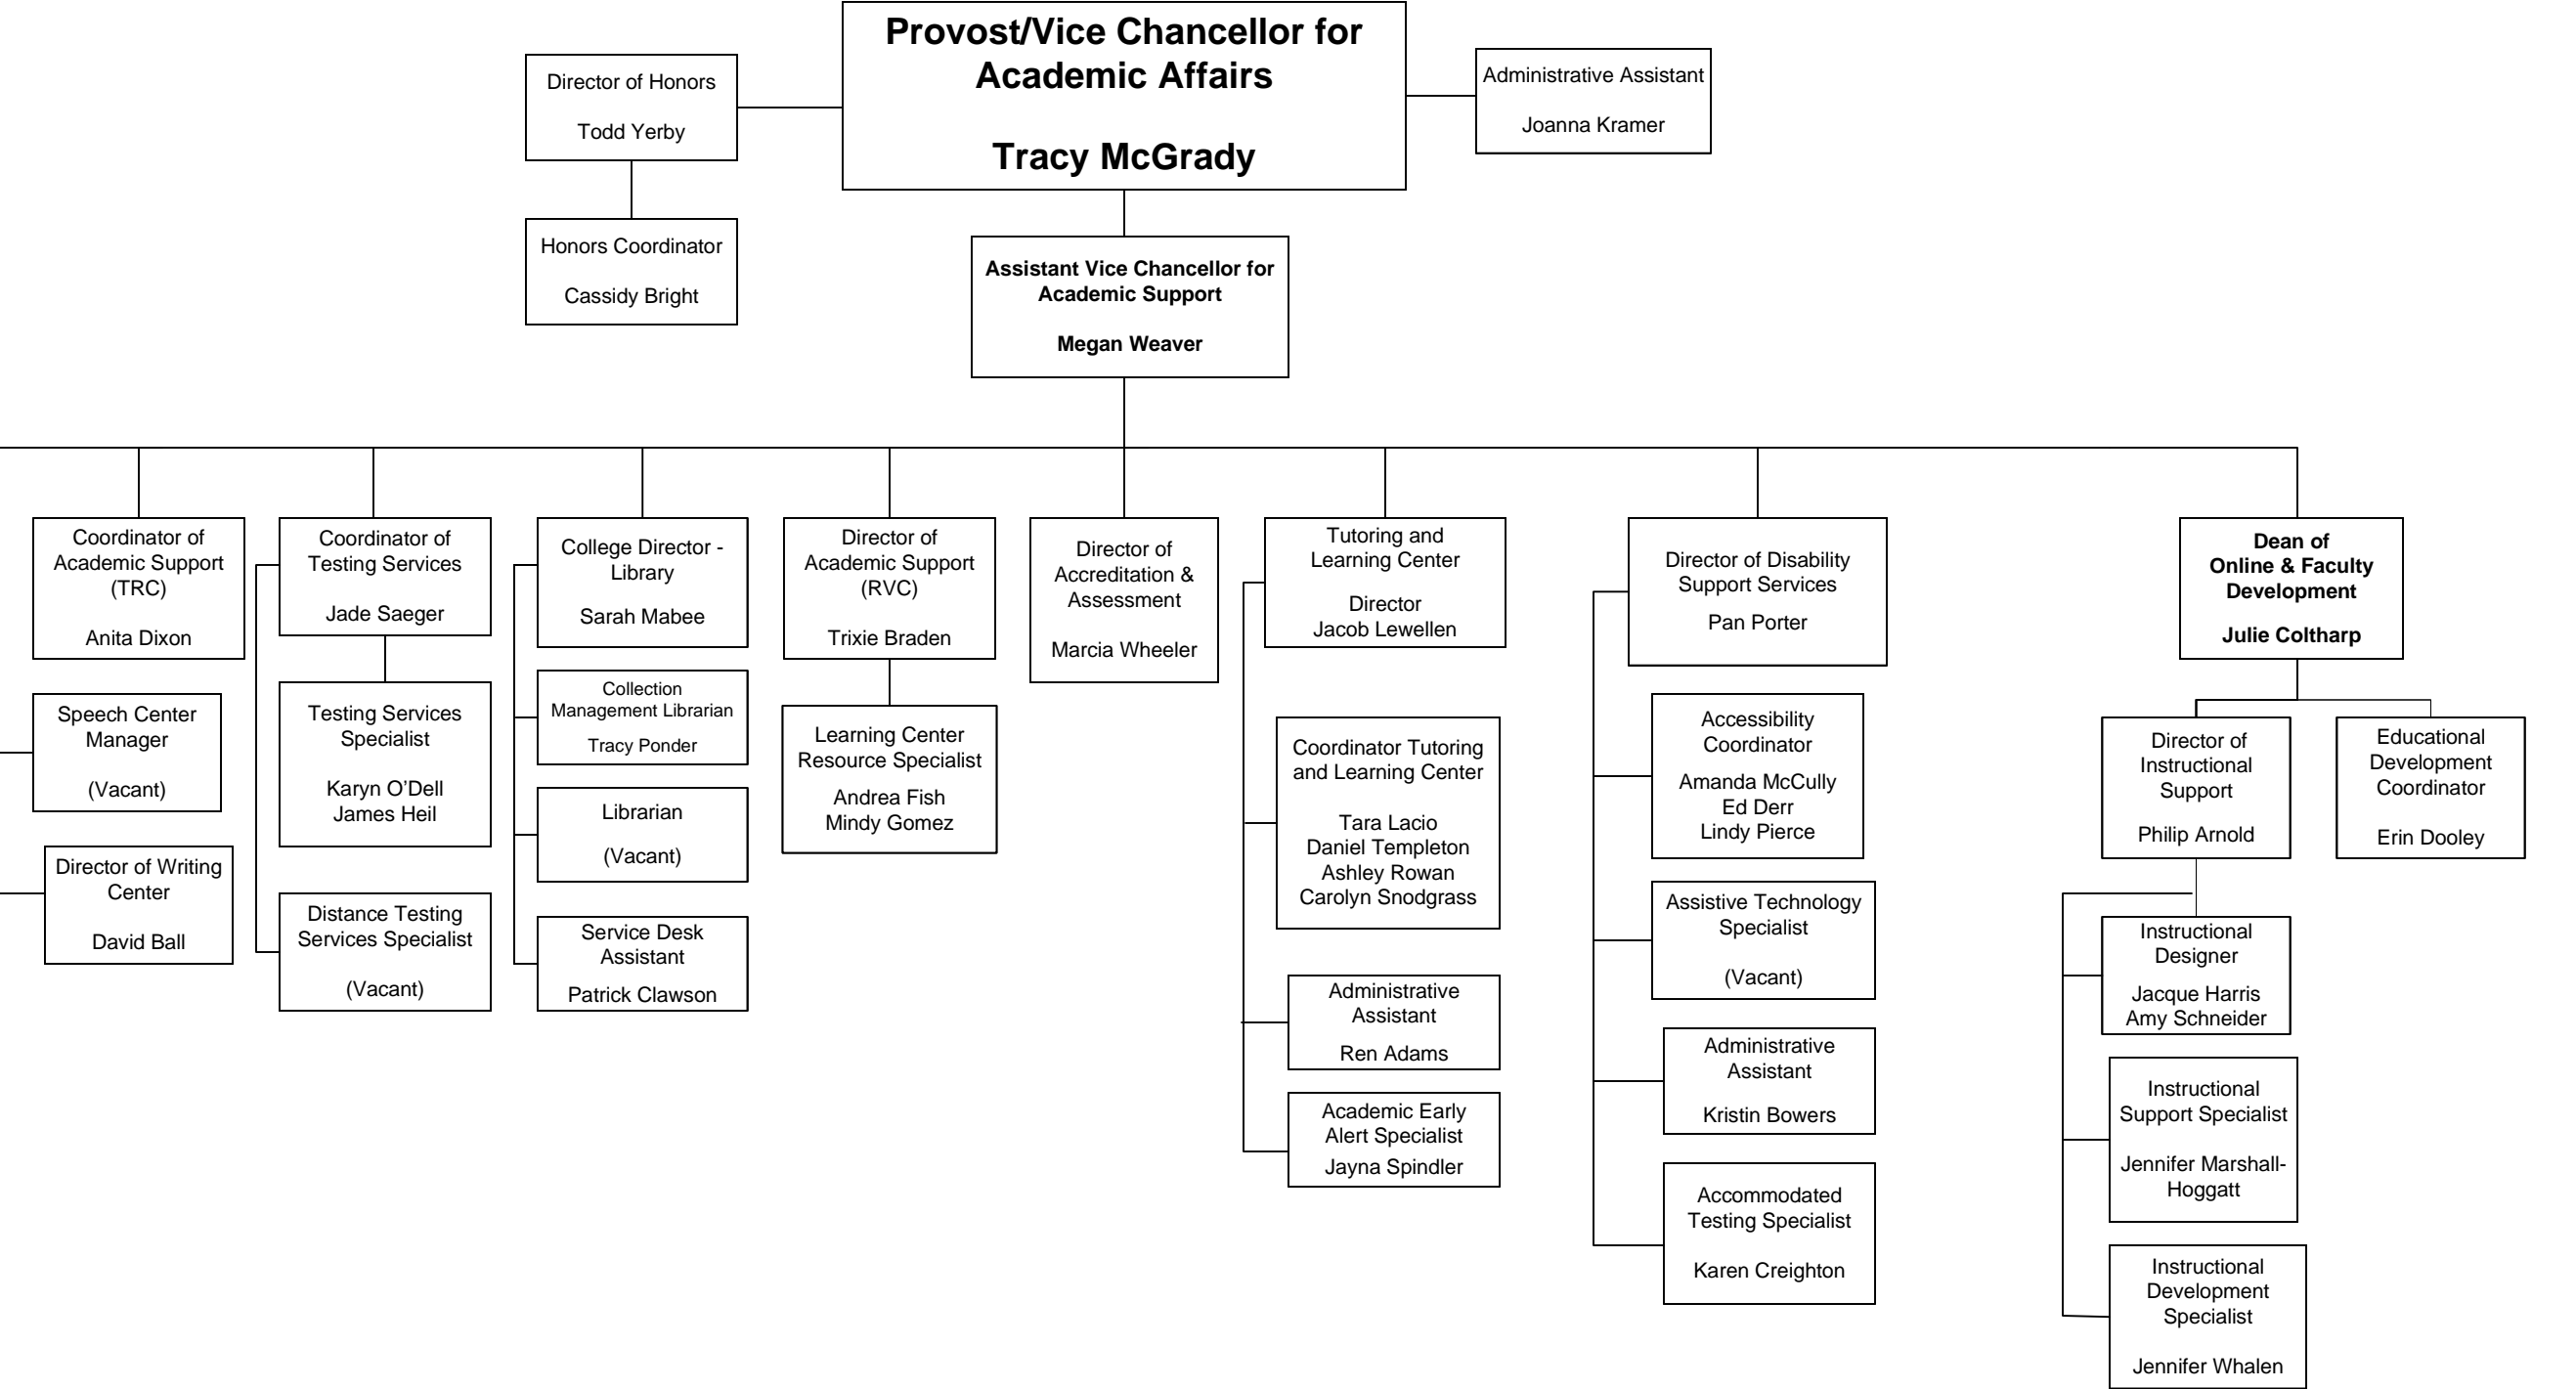 Provost/Vice Chancellor for
Academic Affairs
Tracy McGrady
Director of Honors
Todd Yerby
Administrative Assistant
Joanna Kramer
Honors Coordinator
Cassidy Bright
Assistant Vice Chancellor for
Academic Support
Megan Weaver
Coordinator of
Academic Support
(TRC)
Anita Dixon
Speech Center
Manager
(Vacant)
Director of Writing
Center
David Ball
Coordinator of
Testing Services
Jade Saeger
Testing Services
Specialist
Karyn O’Dell
James Heil
Distance Testing
Services Specialist
(Vacant)
College Director -
Library
Sarah Mabee
Collection
Management Librarian
Tracy Ponder
Librarian
(Vacant)
Service Desk
Assistant
Patrick Clawson
Director of
Academic Support
(RVC)
Trixie Braden
Learning Center
Resource Specialist
Andrea Fish
Mindy Gomez
Director of
Accreditation &
Assessment
Marcia Wheeler
Tutoring and
Learning Center
Director
Jacob Lewellen
Coordinator Tutoring
and Learning Center
Tara Lacio
Daniel Templeton
Ashley Rowan
Carolyn Snodgrass
Administrative
Assistant
Ren Adams
Academic Early
Alert Specialist
Jayna Spindler
Director of Disability
Support Services
Pan Porter
Accessibility
Coordinator
Amanda McCully
Ed Derr
Lindy Pierce
Assistive Technology
Specialist
(Vacant)
Administrative
Assistant
Kristin Bowers
Accommodated
Testing Specialist
Karen Creighton
Dean of
Online & Faculty
Development
Julie Coltharp
Director of
Instructional
Support
Philip Arnold
Educational
Development
Coordinator
Erin Dooley
Instructional
Designer
Jacque Harris
Amy Schneider
Instructional
Support Specialist
Jennifer Marshall-
Hoggatt
Instructional
Development
Specialist
Jennifer Whalen